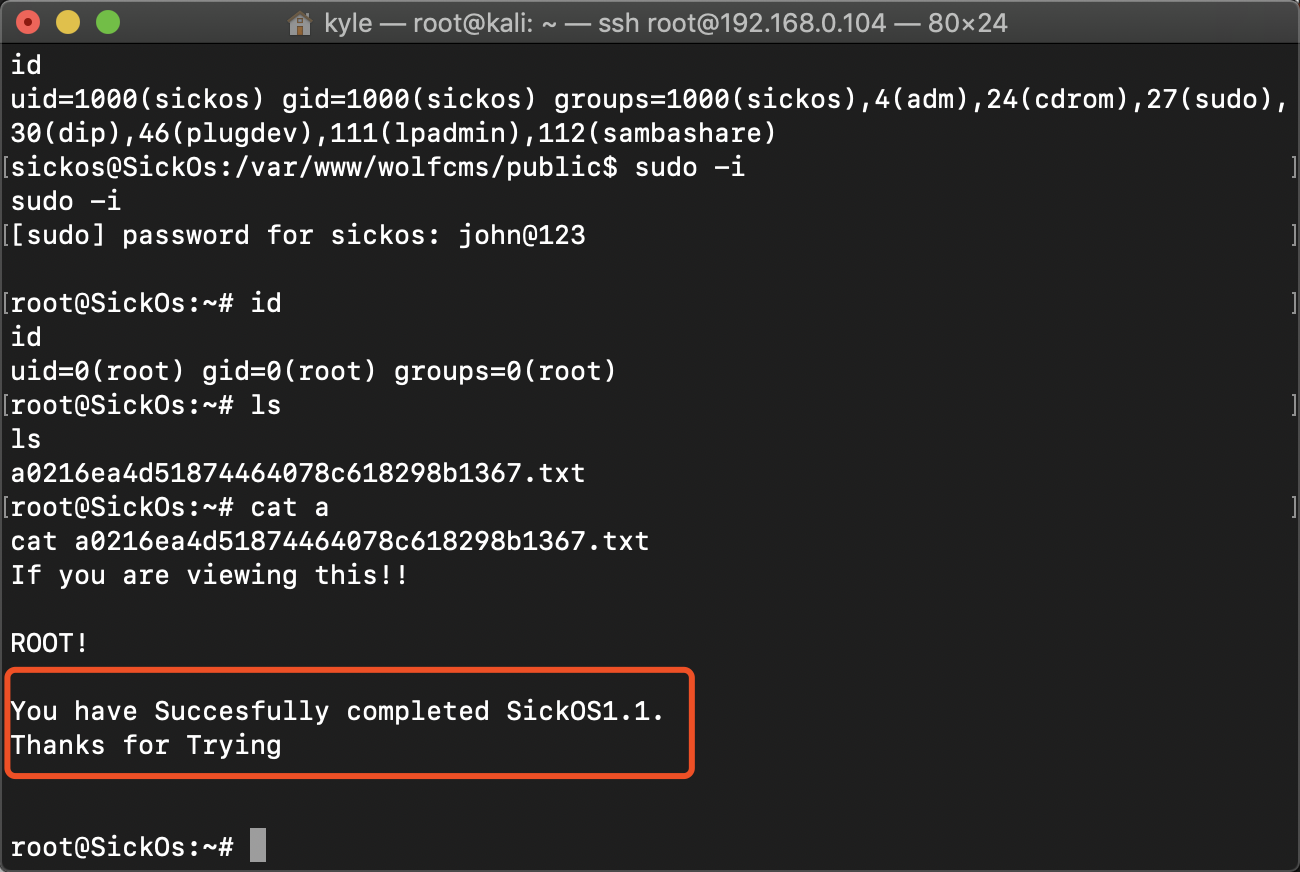 kyle — root@kali: ~ — ssh root@192.168.0.104 — 80×24
id
uid=1000(sickos) gid=1000(sickos) groups=1000(sickos),4(adm),24(cdrom),27(sudo),
30(dip),46(plugdev),111(lpadmin),112(sambashare)
[sickos@SickOs:/var/www/wolfcms/public$ sudo -i ]
sudo -i
[[sudo] password for sickos: john@123 ]
[root@SickOs:~# id ]
id
uid=0(root) gid=0(root) groups=0(root)
[root@SickOs:~# ls ]
ls
a0216ea4d51874464078c618298b1367.txt
[root@SickOs:~# cat a ]
cat a0216ea4d51874464078c618298b1367.txt
If you are viewing this!!
ROOT!
You have Succesfully completed SickOS1.1.
Thanks for Trying
root@SickOs:~#